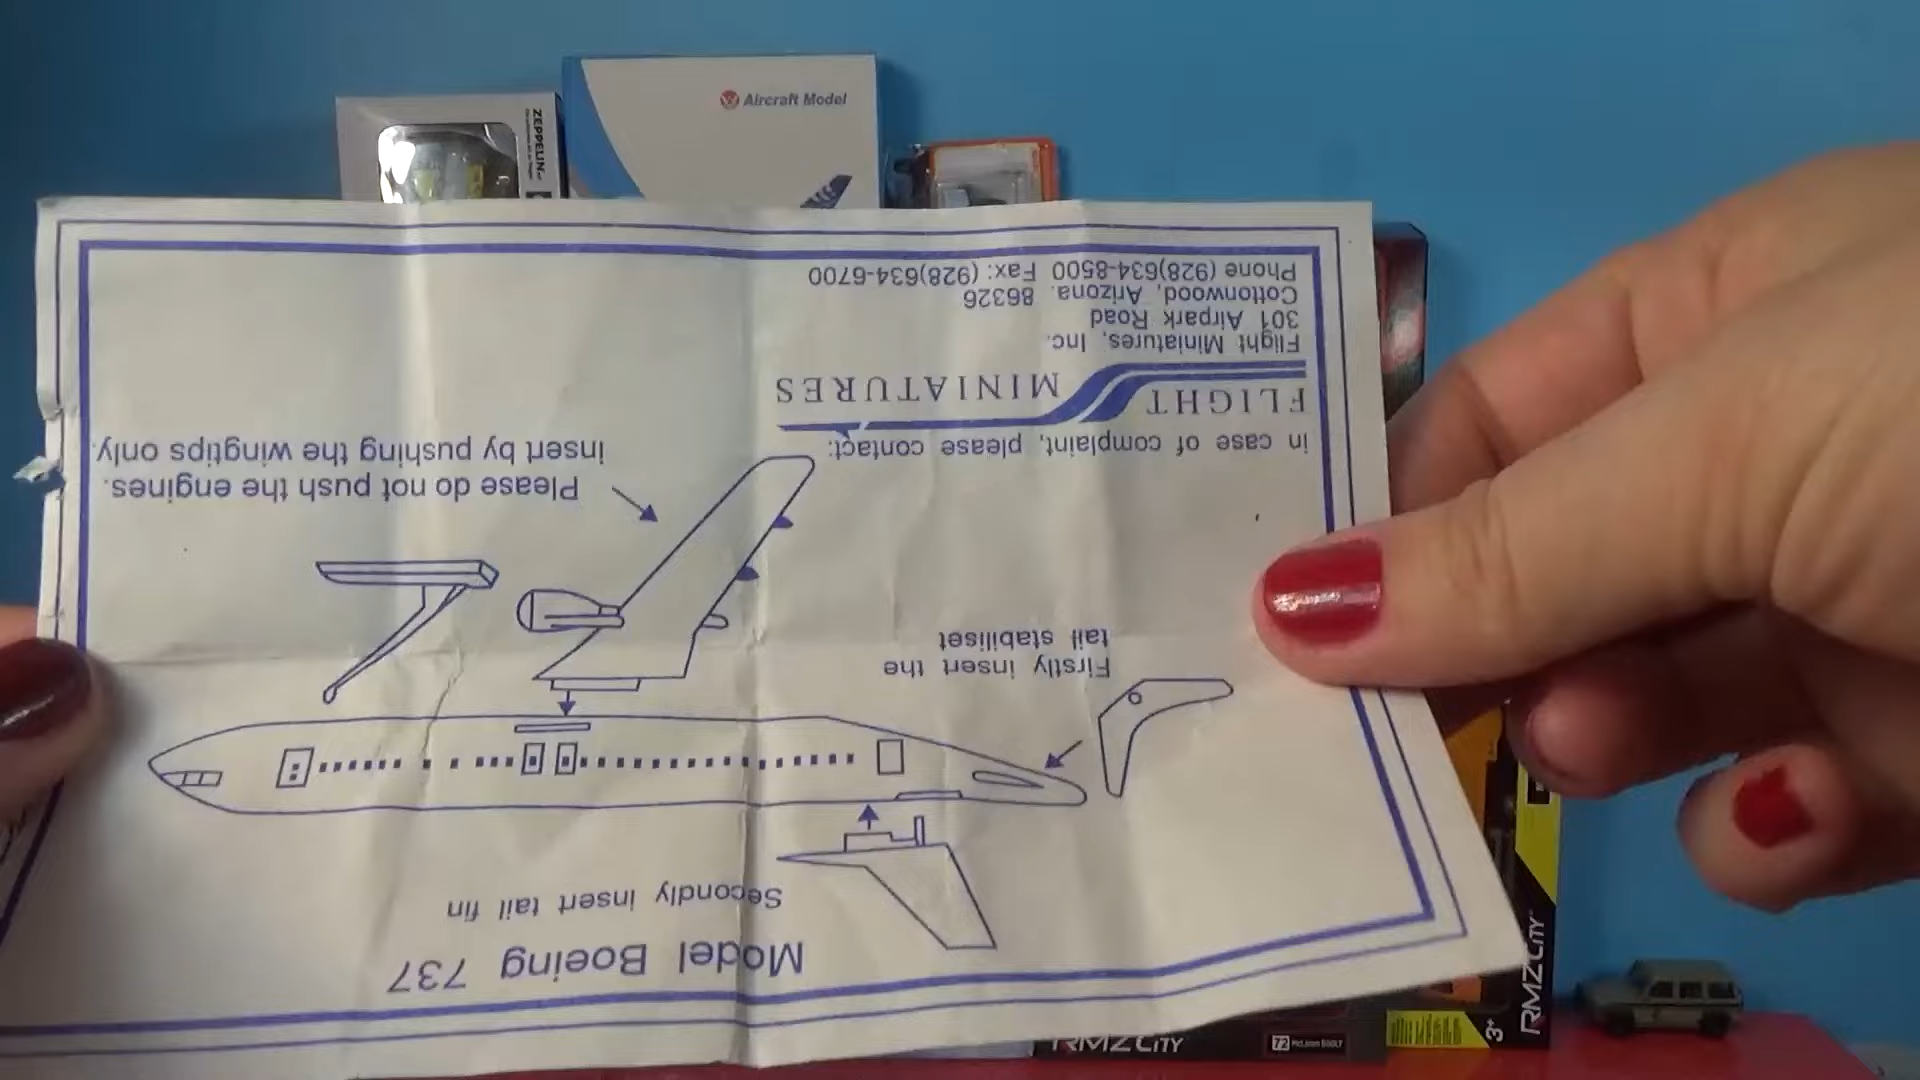 Model Boeing 737
Secondly insert tail fin
Firstly insert the
tail stabiliset
Please do not push the engines.
insert by pushing the wingtips only.
in case of complaint, please contact:
FLIGHT MINIATURES
Flight Miniatures, Inc.
301 Airpark Road
Cottonwood, Arizona. 86326
Phone (928)634-8500 Fax: (928)634-6700
Aircraft Model
ZEPPELIN
RMZ CITY
72
RMZ CITY
3+